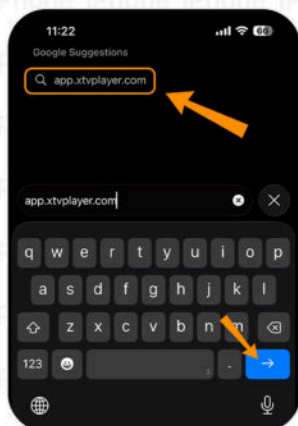 11:22
66
Google Suggestions
app.xtvplayer.com
app.xtvplayer.com
q w e r t y u i o p
a s d f g h j k l
z x c v b n m
123 .